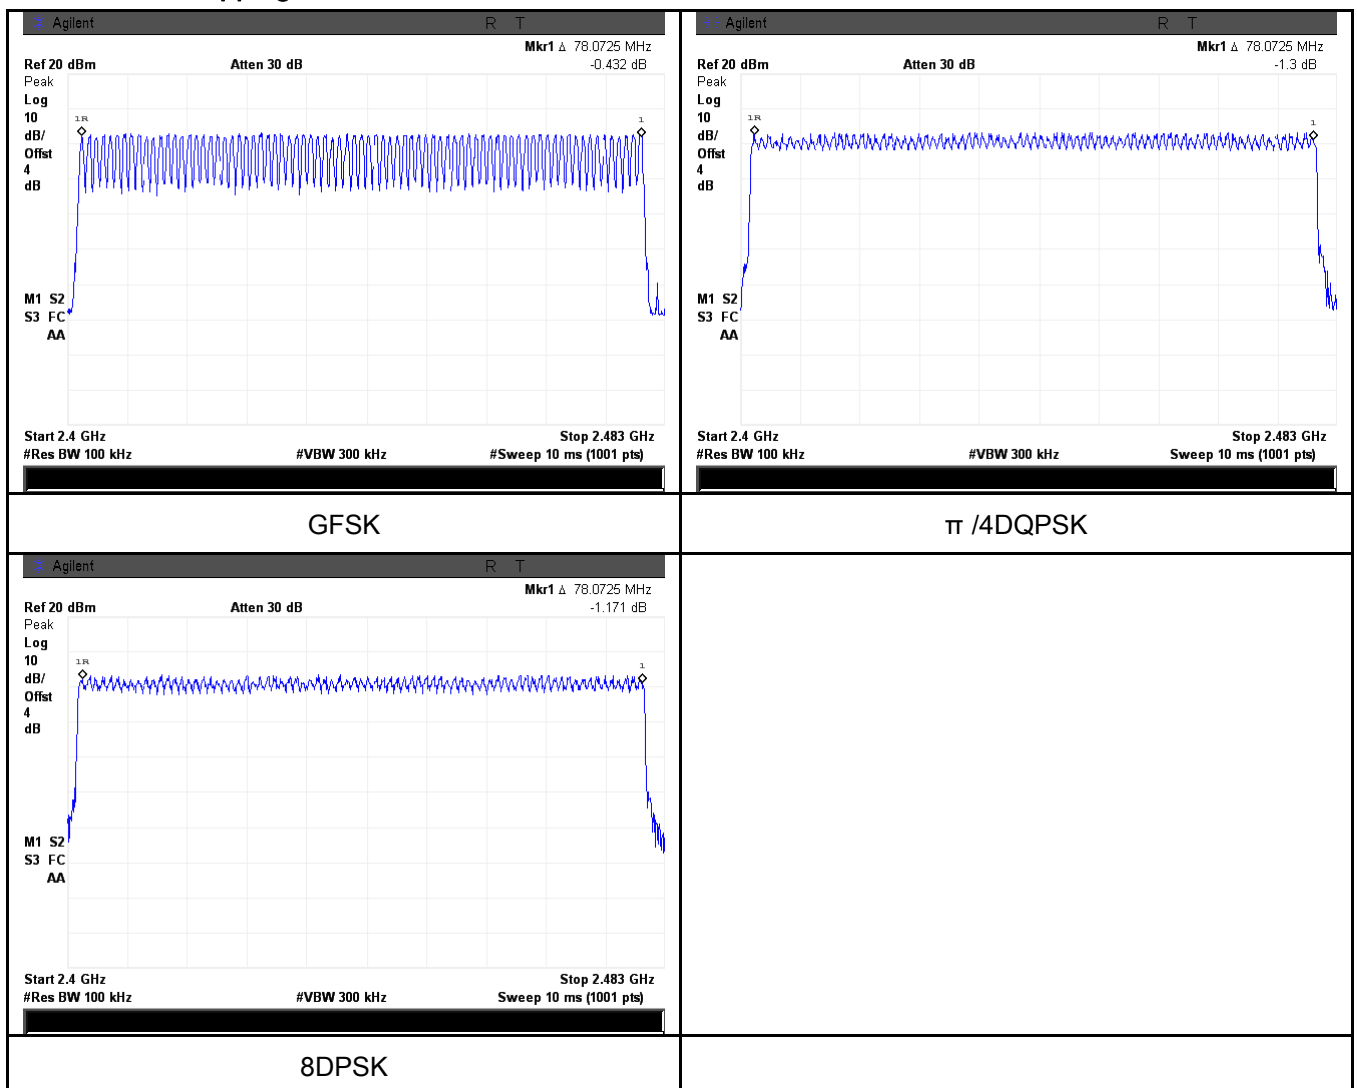 Agilent R T
Mkr1 Δ 78.0725 MHz
Ref 20 dBm Atten 30 dB -0.432 dB
Peak
Log
10
dB/
Offst
4
dB
1R
1
M1 S2
S3 FC
AA
Start 2.4 GHz Stop 2.483 GHz
#Res BW 100 kHz #VBW 300 kHz #Sweep 10 ms (1001 pts)
GFSK
Agilent R T
Mkr1 Δ 78.0725 MHz
Ref 20 dBm Atten 30 dB -1.3 dB
Peak
Log
10
dB/
Offst
4
dB
1R
1
M1 S2
S3 FC
AA
Start 2.4 GHz Stop 2.483 GHz
#Res BW 100 kHz #VBW 300 kHz Sweep 10 ms (1001 pts)
π /4DQPSK
Agilent R T
Mkr1 Δ 78.0725 MHz
Ref 20 dBm Atten 30 dB -1.171 dB
Peak
Log
10
dB/
Offst
4
dB
1R
1
M1 S2
S3 FC
AA
Start 2.4 GHz Stop 2.483 GHz
#Res BW 100 kHz #VBW 300 kHz Sweep 10 ms (1001 pts)
8DPSK